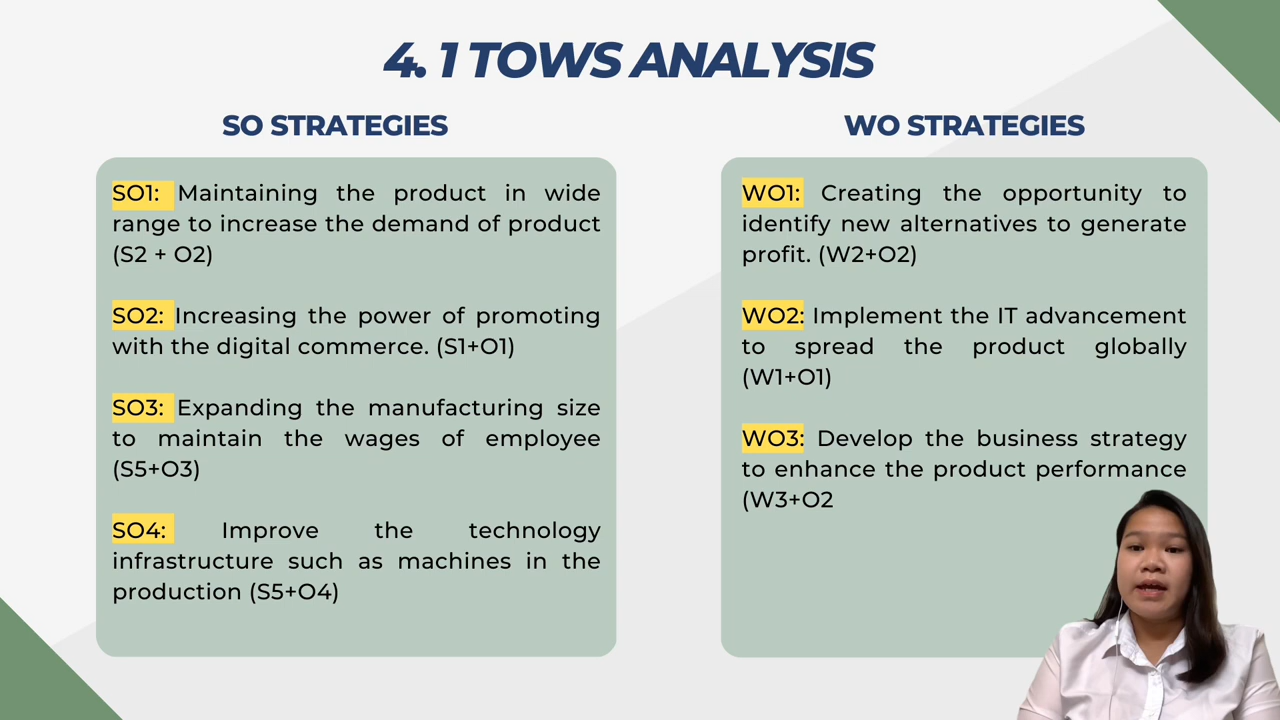 4. 1 TOWS ANALYSIS
SO STRATEGIES
SO1: Maintaining the product in wide
range to increase the demand of product
(S2 + O2)
SO2: Increasing the power of promoting
with the digital commerce. (S1+O1)
SO3: Expanding the manufacturing size
to maintain the wages of employee
(S5+O3)
SO4: Improve the technology
infrastructure such as machines in the
production (S5+O4)
WO STRATEGIES
WO1: Creating the opportunity to
identify new alternatives to generate
profit. (W2+O2)
WO2: Implement the IT advancement
to spread the product globally
(W1+O1)
WO3: Develop the business strategy
to enhance the product performance
(W3+O2